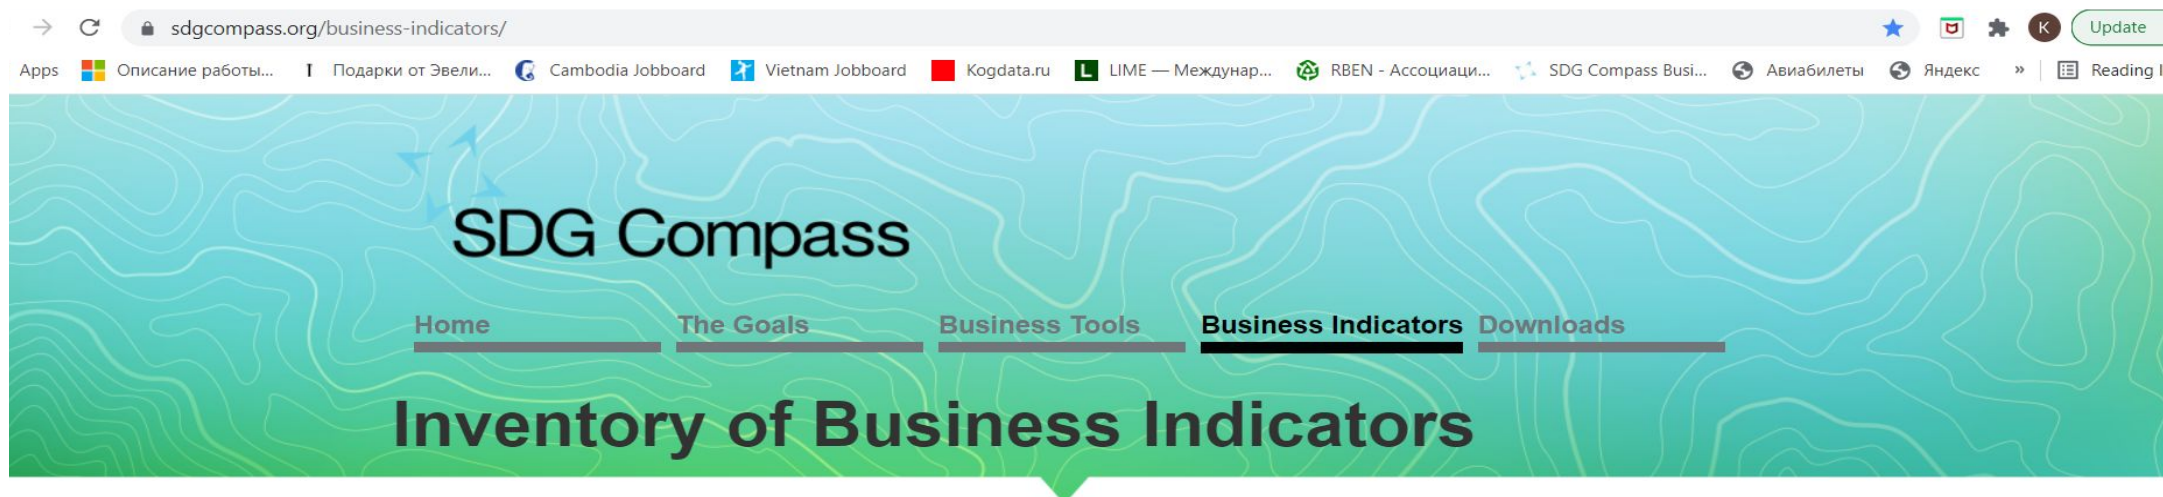 sdgcompass.org/business-indicators/ K Update
Apps Описание работы... Подарки от Эвели... Cambodia Jobboard Vietnam Jobboard Kogdata.ru L LIME — Междунар... RBEN - Ассоциаци... SDG Compass Busi... Авиабилеты Яндекс » Reading l
SDG Compass
Home The Goals Business Tools Business Indicators Downloads
Inventory of Business Indicators